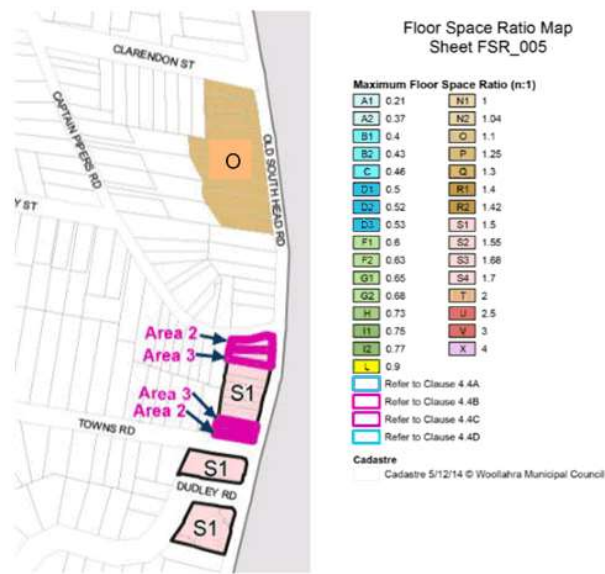 Floor Space Ratio Map
Sheet FSR_005
CLARENDON ST
CAPTAIN PIPERS RD
O
OLD SOUTH HEAD RD
Y ST
Area 2
Area 3
S1
Area 3
Area 2
TOWNS RD
S1
DUDLEY RD
S1
Maximum Floor Space Ratio (n:1)
A1 0.21
A2 0.37
B1 0.4
B2 0.43
C 0.46
D1 0.5
D2 0.52
D3 0.53
F1 0.6
F2 0.63
G1 0.65
G2 0.68
H 0.73
I1 0.75
I2 0.77
L 0.9
N1 1
N2 1.04
O 1.1
P 1.25
Q 1.3
R1 1.4
R2 1.42
S1 1.5
S2 1.55
S3 1.68
S4 1.7
T 2
U 2.5
V 3
X 4
Refer to Clause 4.4A
Refer to Clause 4.4B
Refer to Clause 4.4C
Refer to Clause 4.4D
Cadastre
Cadastre 5/12/14 © Woollahra Municipal Council